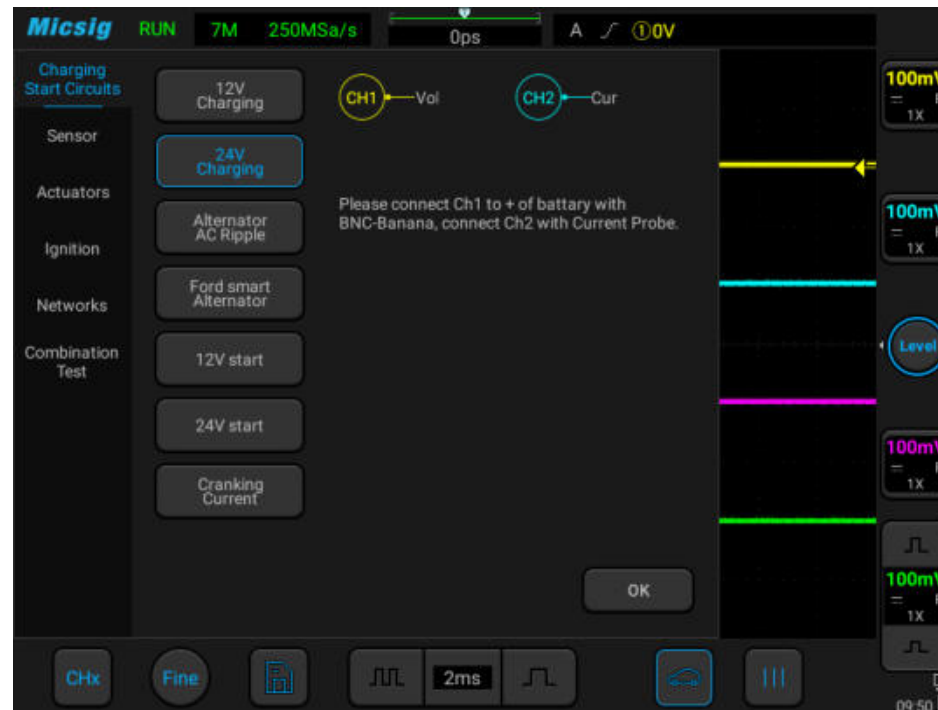 Micsig RUN 7M 250MSa/s 0ps A ①0V
Charging
Start Circuits
Sensor
Actuators
Ignition
Networks
Combination
Test
12V
Charging
24V
Charging
Alternator
AC Ripple
Ford smart
Alternator
12V start
24V start
Cranking
Current
CH1 Vol CH2 Cur
Please connect Ch1 to + of battary with
BNC-Banana, connect Ch2 with Current Probe.
OK
100mV
1X
100mV
1X
Level
100mV
1X
100mV
1X
CHx Fine 2ms
09:50